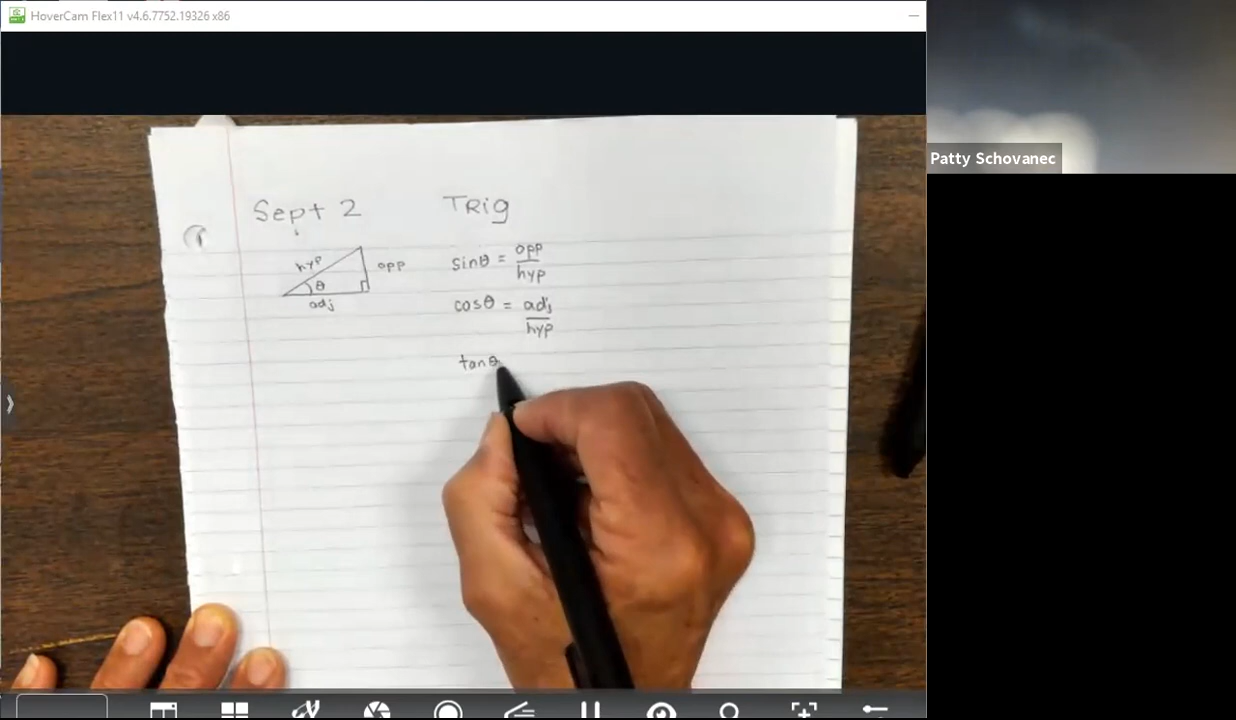 HoverCam Flex11 v4.6.7752.19326 x86
Patty Schovanec
Sept 2 TRig
hyp opp
θ
adj
sinθ = opp/hyp
cosθ = adj/hyp
tanθ